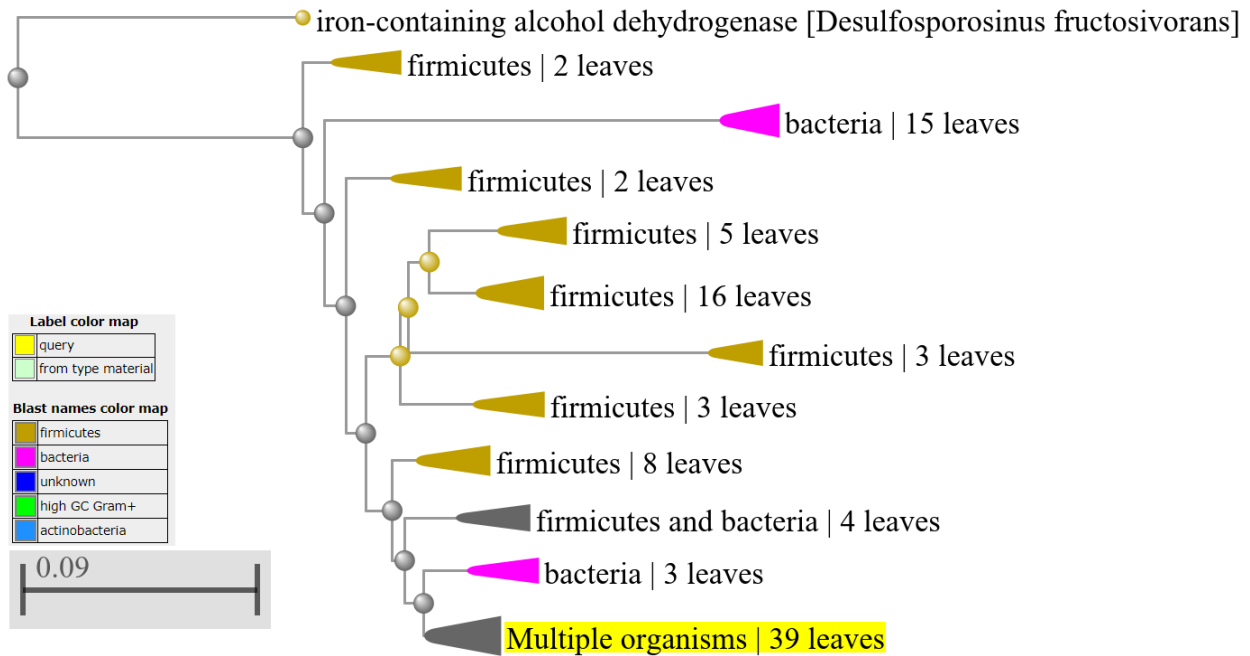 iron-containing alcohol dehydrogenase [Desulfosporosinus fructosivorans]
firmicutes | 2 leaves
bacteria | 15 leaves
firmicutes | 2 leaves
firmicutes | 5 leaves
firmicutes | 16 leaves
firmicutes | 3 leaves
firmicutes | 3 leaves
firmicutes | 8 leaves
firmicutes and bacteria | 4 leaves
bacteria | 3 leaves
Multiple organisms | 39 leaves
Label color map
query
from type material
Blast names color map
firmicutes
bacteria
unknown
high GC Gram+
actinobacteria
0.09